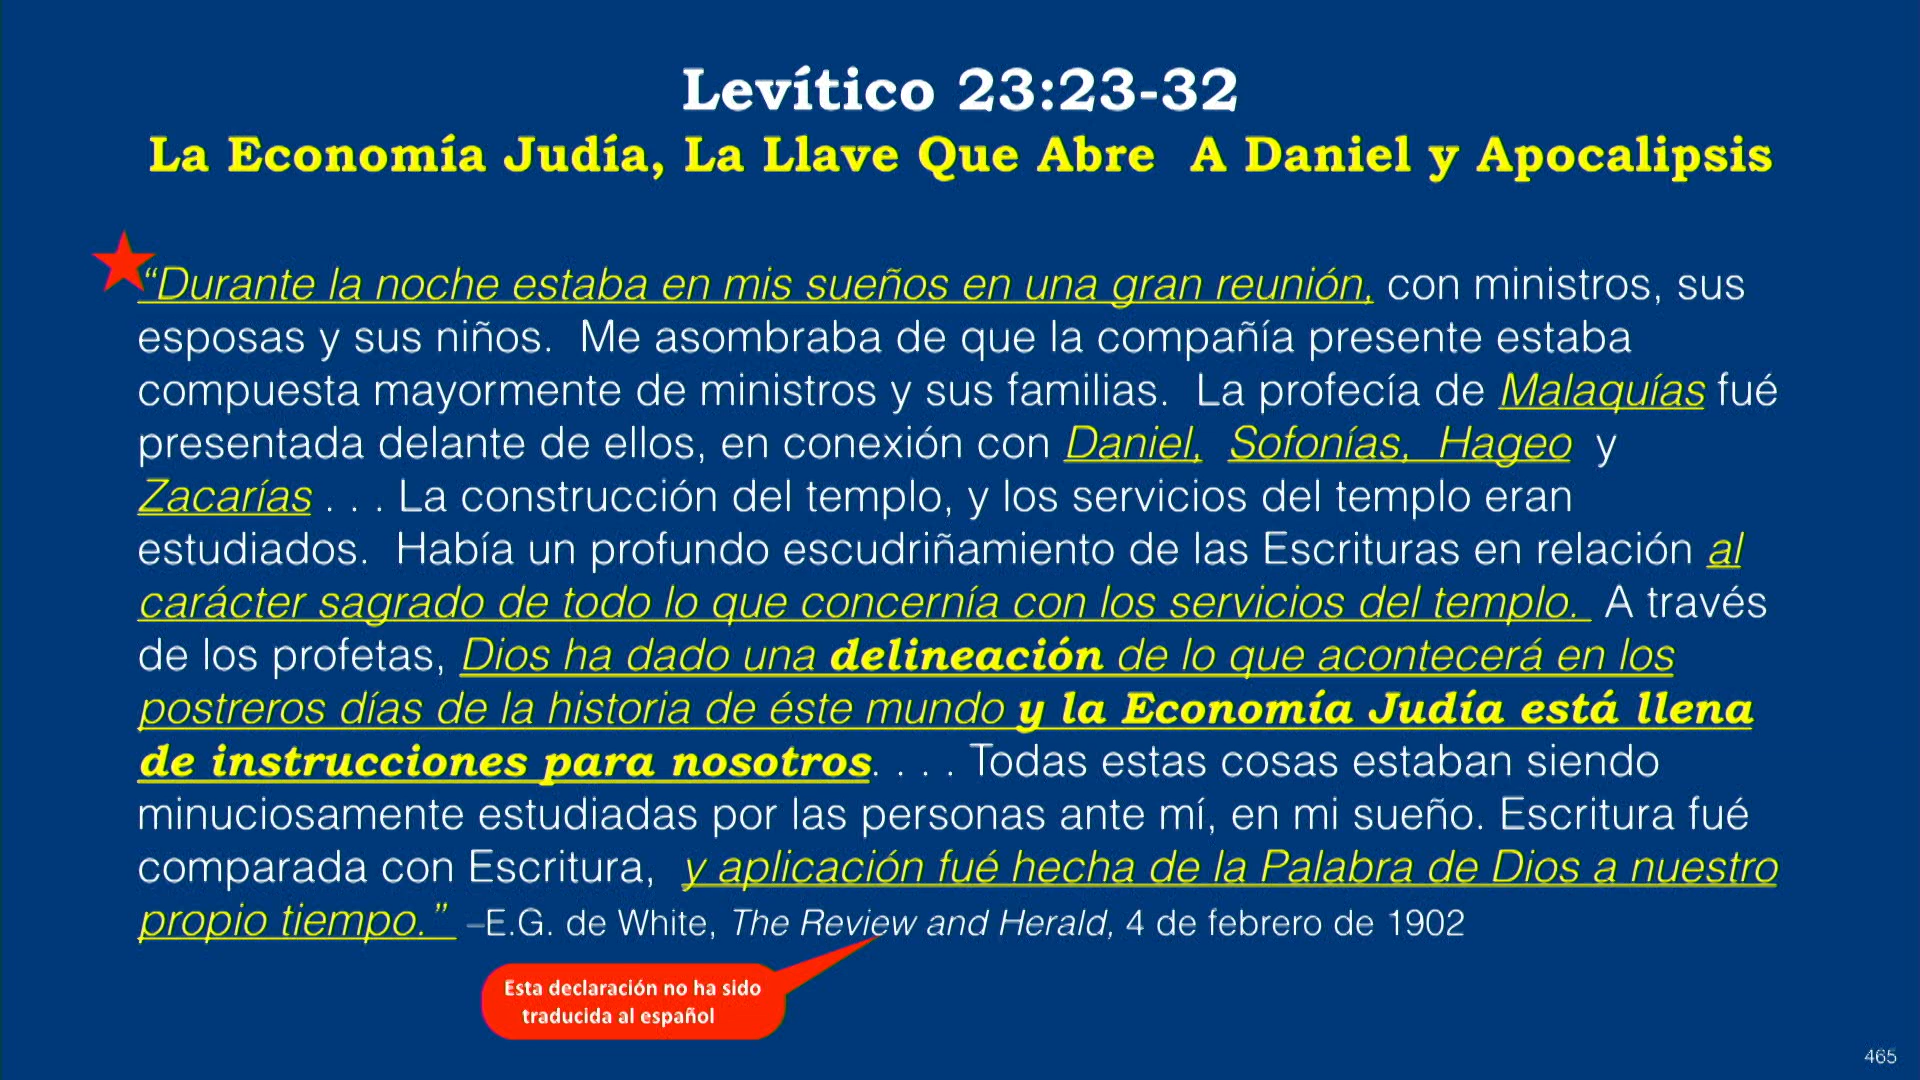 Levítico 23:23-32
La Economía Judía, La Llave Que Abre A Daniel y Apocalipsis
“Durante la noche estaba en mis sueños en una gran reunión, con ministros, sus
esposas y sus niños. Me asombraba de que la compañía presente estaba
compuesta mayormente de ministros y sus familias. La profecía de Malaquías fué
presentada delante de ellos, en conexión con Daniel, Sofonías, Hageo y
Zacarías . . . La construcción del templo, y los servicios del templo eran
estudiados. Había un profundo escudriñamiento de las Escrituras en relación al
carácter sagrado de todo lo que concernía con los servicios del templo. A través
de los profetas, Dios ha dado una delineación de lo que acontecerá en los
postreros días de la historia de éste mundo y la Economía Judía está llena
de instrucciones para nosotros. . . . Todas estas cosas estaban siendo
minuciosamente estudiadas por las personas ante mí, en mi sueño. Escritura fué
comparada con Escritura, y aplicación fué hecha de la Palabra de Dios a nuestro
propio tiempo.” –E.G. de White, The Review and Herald, 4 de febrero de 1902
Esta declaración no ha sido
traducida al español
465